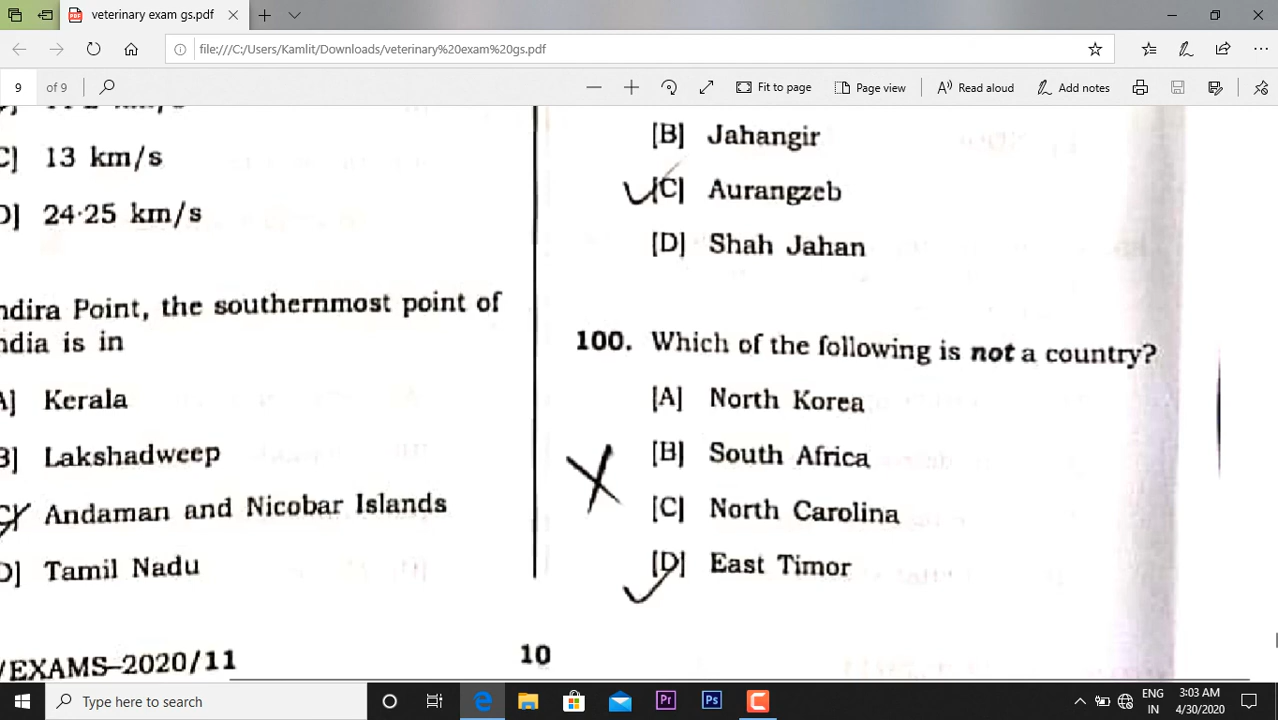 veterinary exam gs.pdf
file:///C:/Users/Kamlit/Downloads/veterinary%20exam%20gs.pdf
9 of 9
Fit to page
Page view
Read aloud
Add notes
C] 13 km/s
D] 24·25 km/s
ndira Point, the southernmost point of
ndia is in
A] Kerala
B] Lakshadweep
C] Andaman and Nicobar Islands
D] Tamil Nadu
/EXAMS–2020/11
[B] Jahangir
[C] Aurangzeb
[D] Shah Jahan
100. Which of the following is not a country?
[A] North Korea
[B] South Africa
[C] North Carolina
[D] East Timor
10
Type here to search
Pr
Ps
ENG
IN
3:03 AM
4/30/2020